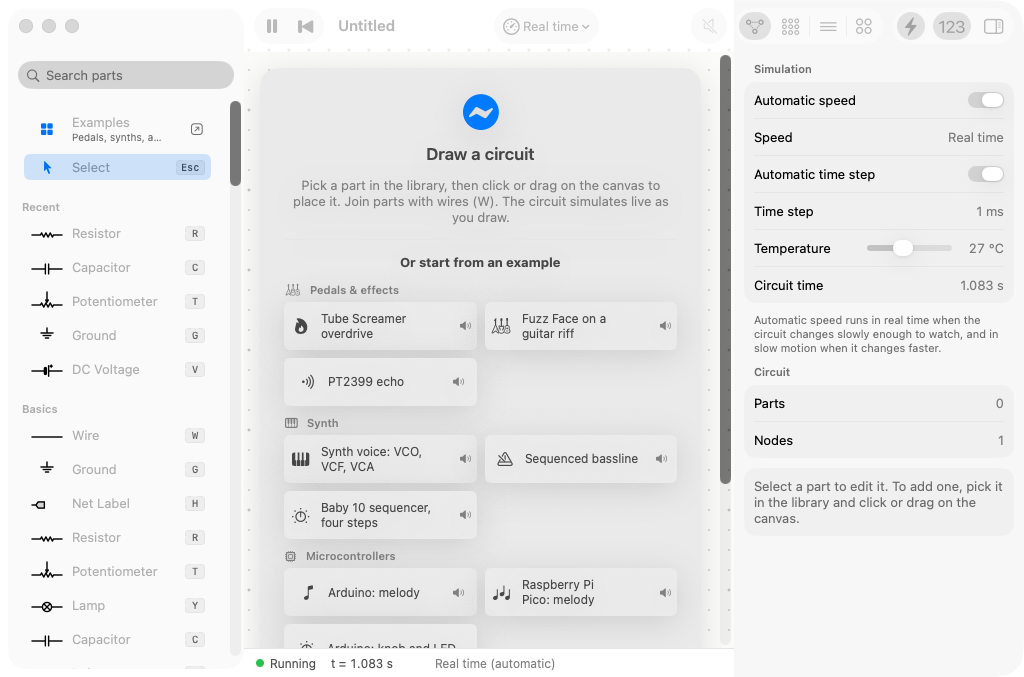 Untitled
Real time
123
Search parts
Examples
Pedals, synths, a...
Select Esc
Recent
Resistor R
Capacitor C
Potentiometer T
Ground G
DC Voltage V
Basics
Wire W
Ground G
Net Label H
Resistor R
Potentiometer T
Lamp Y
Capacitor C
Draw a circuit
Pick a part in the library, then click or drag on the canvas to
place it. Join parts with wires (W). The circuit simulates live as
you draw.
Or start from an example
Pedals & effects
Tube Screamer
overdrive
Fuzz Face on a
guitar riff
PT2399 echo
Synth
Synth voice: VCO,
VCF, VCA
Sequenced bassline
Baby 10 sequencer,
four steps
Microcontrollers
Arduino: melody
Raspberry Pi
Pico: melody
Arduino: knob and LED
Running t = 1.083 s Real time (automatic)
Simulation
Automatic speed
Speed Real time
Automatic time step
Time step 1 ms
Temperature 27 °C
Circuit time 1.083 s
Automatic speed runs in real time when the
circuit changes slowly enough to watch, and in
slow motion when it changes faster.
Circuit
Parts 0
Nodes 1
Select a part to edit it. To add one, pick it
in the library and click or drag on the
canvas.